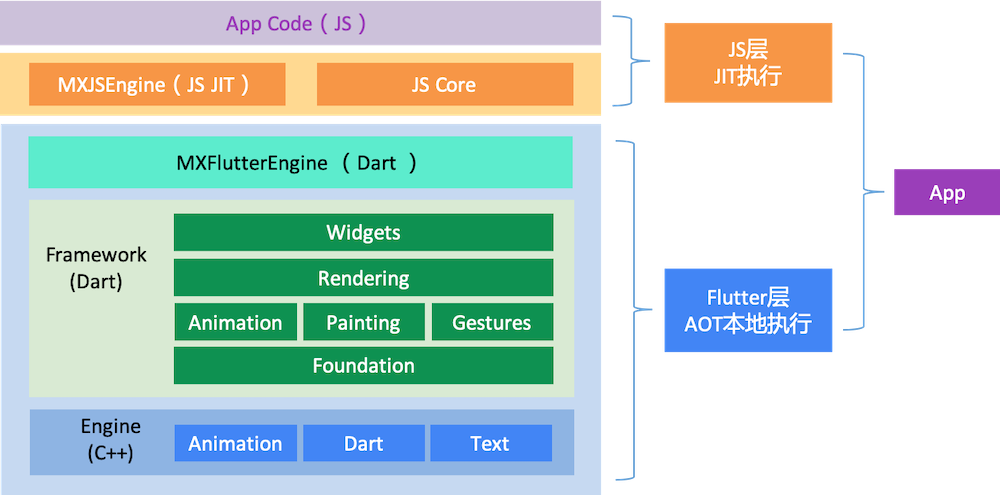 App Code（JS）
MXJSEngine（JS JIT）
JS Core
JS层
JIT执行
MXFlutterEngine （Dart ）
Framework
(Dart)
Widgets
Rendering
Animation
Painting
Gestures
Foundation
Engine
(C++)
Animation
Dart
Text
Flutter层
AOT本地执行
App